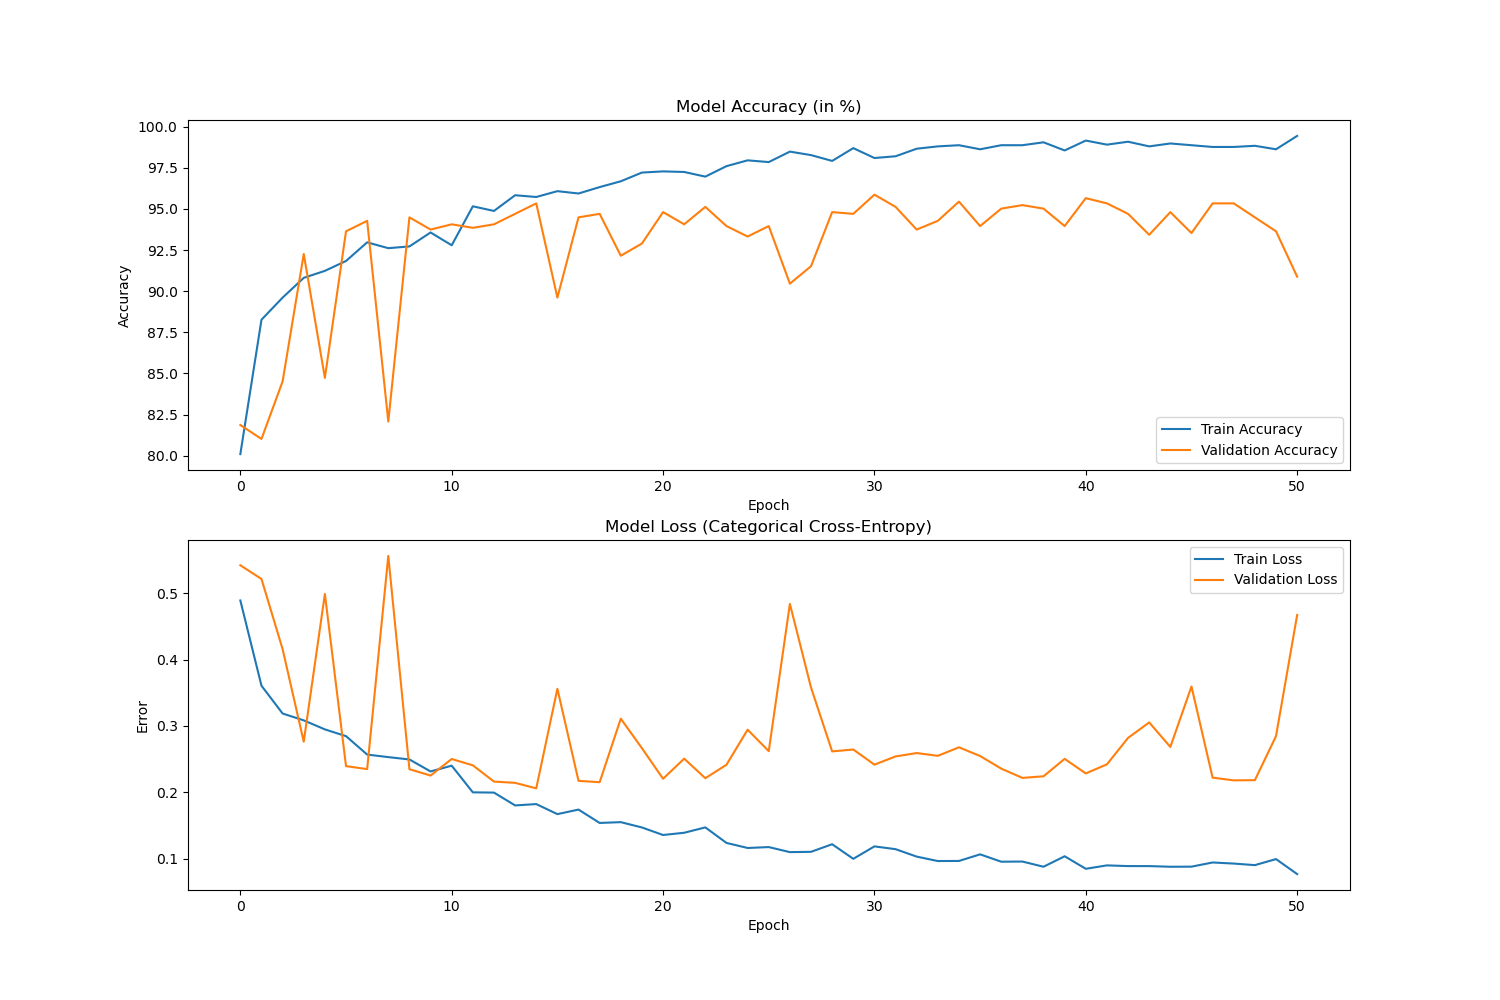 Model Accuracy (in %)
100.0
97.5
95.0
92.5
90.0
87.5
85.0
82.5
80.0
Accuracy
Train Accuracy
Validation Accuracy
0 10 20 30 40 50
Epoch
Model Loss (Categorical Cross-Entropy)
Train Loss
Validation Loss
0.5
0.4
0.3
0.2
0.1
Error
0 10 20 30 40 50
Epoch